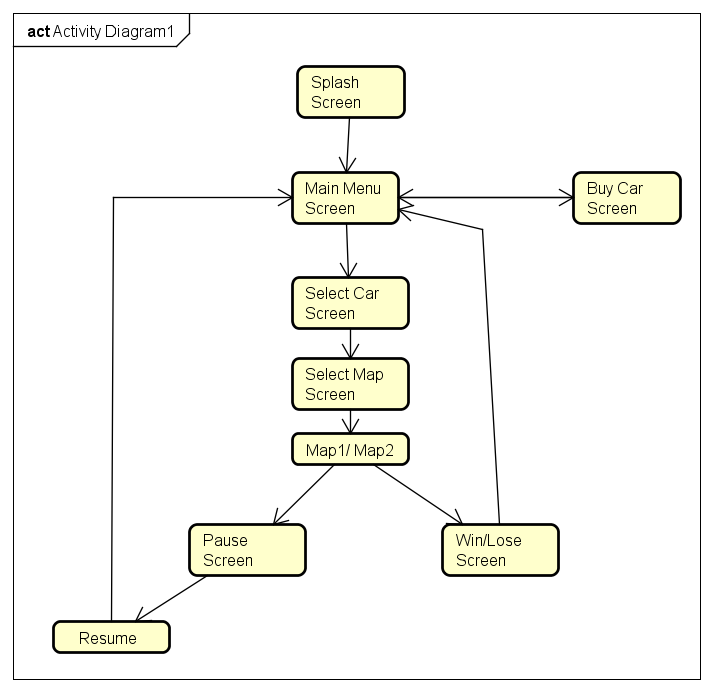 act Activity Diagram1
Splash
Screen
Main Menu
Screen
Buy Car
Screen
Select Car
Screen
Select Map
Screen
Map1/ Map2
Pause
Screen
Win/Lose
Screen
Resume